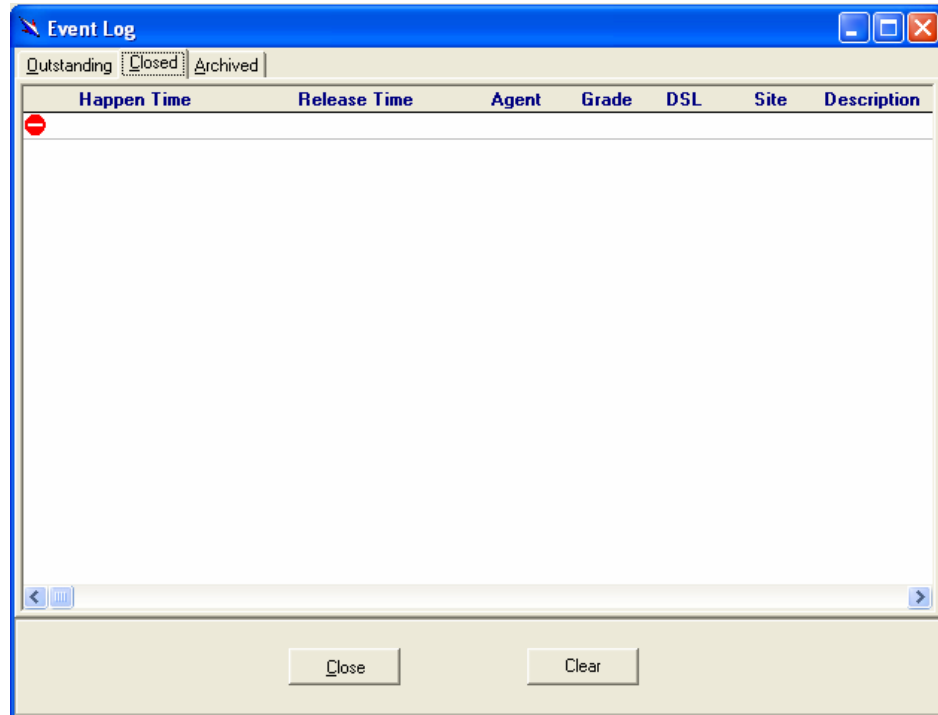 Event Log
Outstanding Closed Archived
Happen Time Release Time Agent Grade DSL Site Description
Close Clear